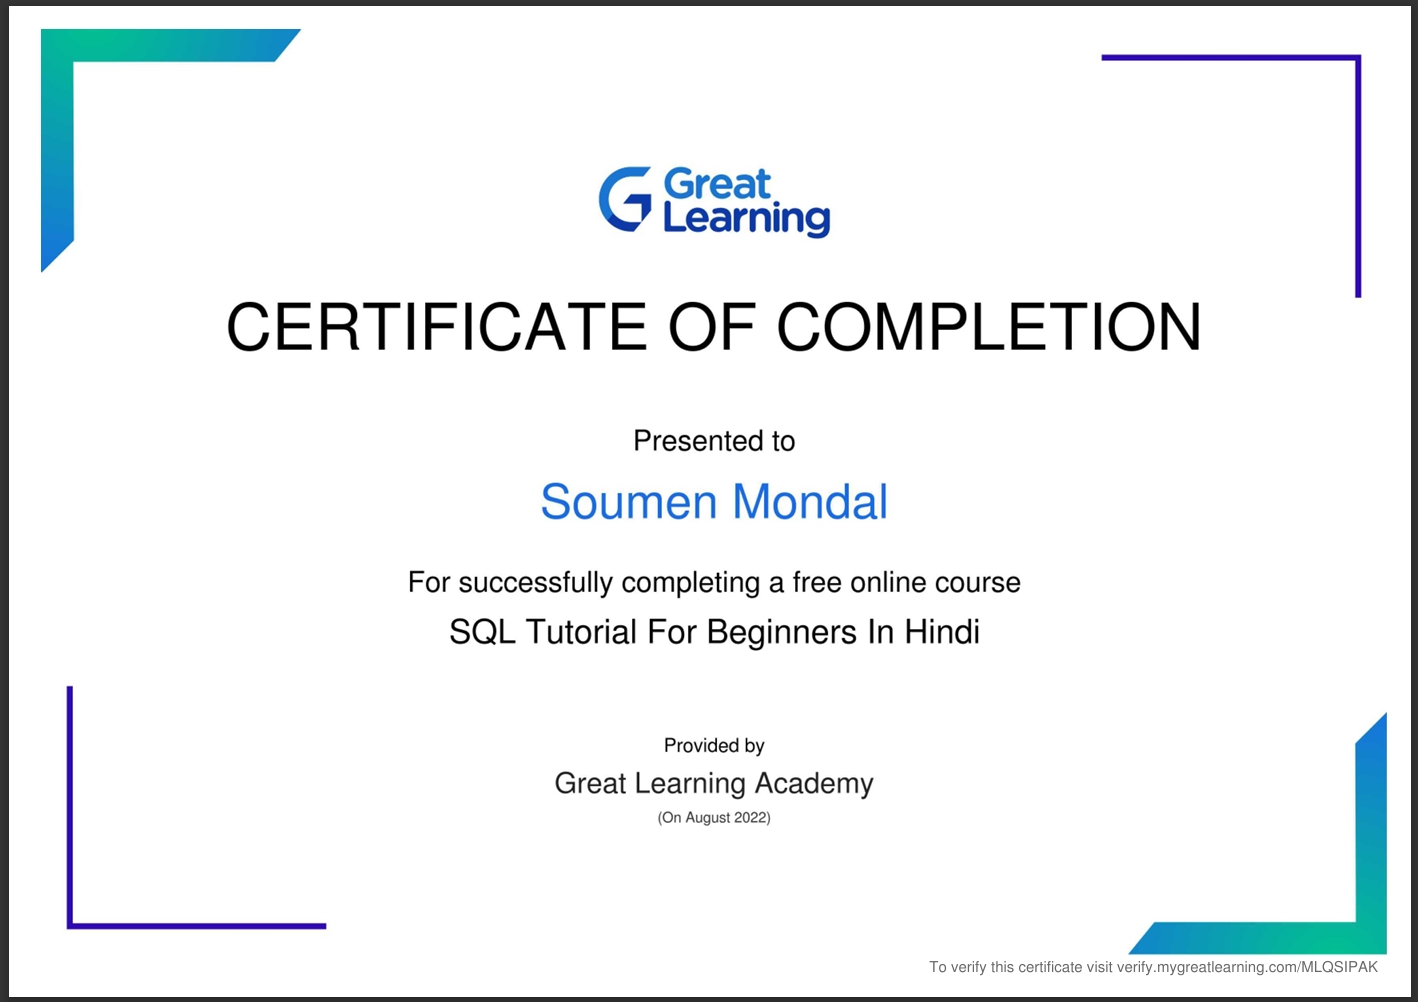 Great
Learning
CERTIFICATE OF COMPLETION
Presented to
Soumen Mondal
For successfully completing a free online course
SQL Tutorial For Beginners In Hindi
Provided by
Great Learning Academy
(On August 2022)
To verify this certificate visit verify.mygreatlearning.com/MLQSIPAK